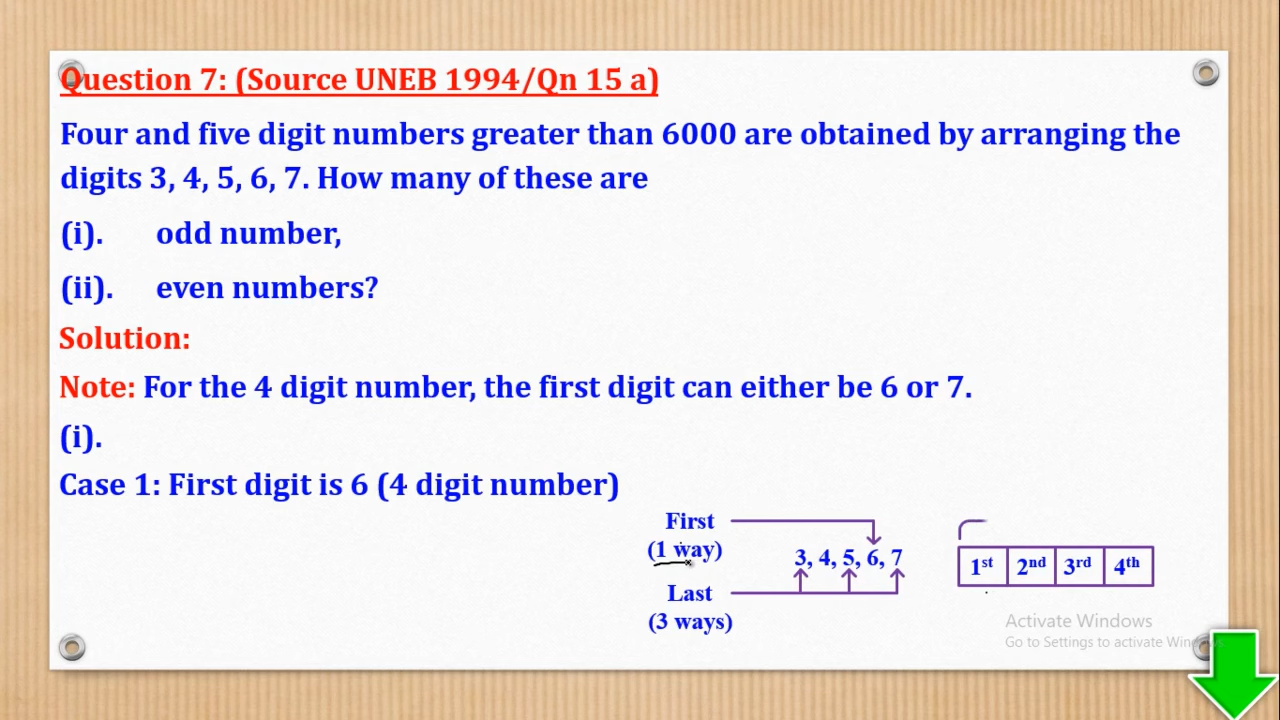 Question 7: (Source UNEB 1994/Qn 15 a)
Four and five digit numbers greater than 6000 are obtained by arranging the
digits 3, 4, 5, 6, 7. How many of these are
(i). odd number,
(ii). even numbers?
Solution:
Note: For the 4 digit number, the first digit can either be 6 or 7.
(i).
Case 1: First digit is 6 (4 digit number)
First
(1 way)
3, 4, 5, 6, 7
Last
(3 ways)
1st 2nd 3rd 4th
Activate Windows
Go to Settings to activate Windows